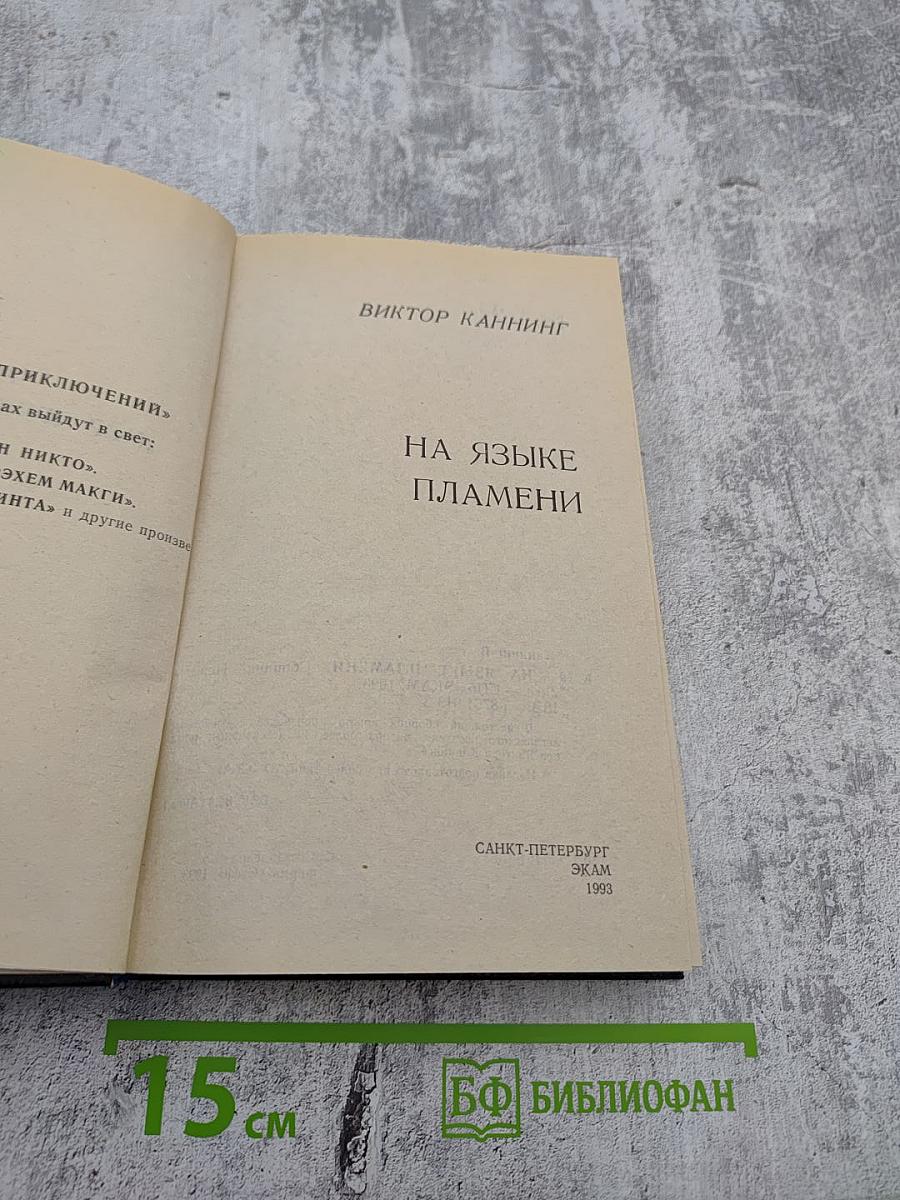 ПРИКЛЮЧЕНИЙ»
ах выйдут в свет:
Н НИКТО».
ЭХЕМ МАКГИ».
ИНТА» и другие произве
ВИКТОР КАННИНГ
НА ЯЗЫКЕ
ПЛАМЕНИ
САНКТ-ПЕТЕРБУРГ
ЭКАМ
1993
15 см
БФ БИБЛИОФАН